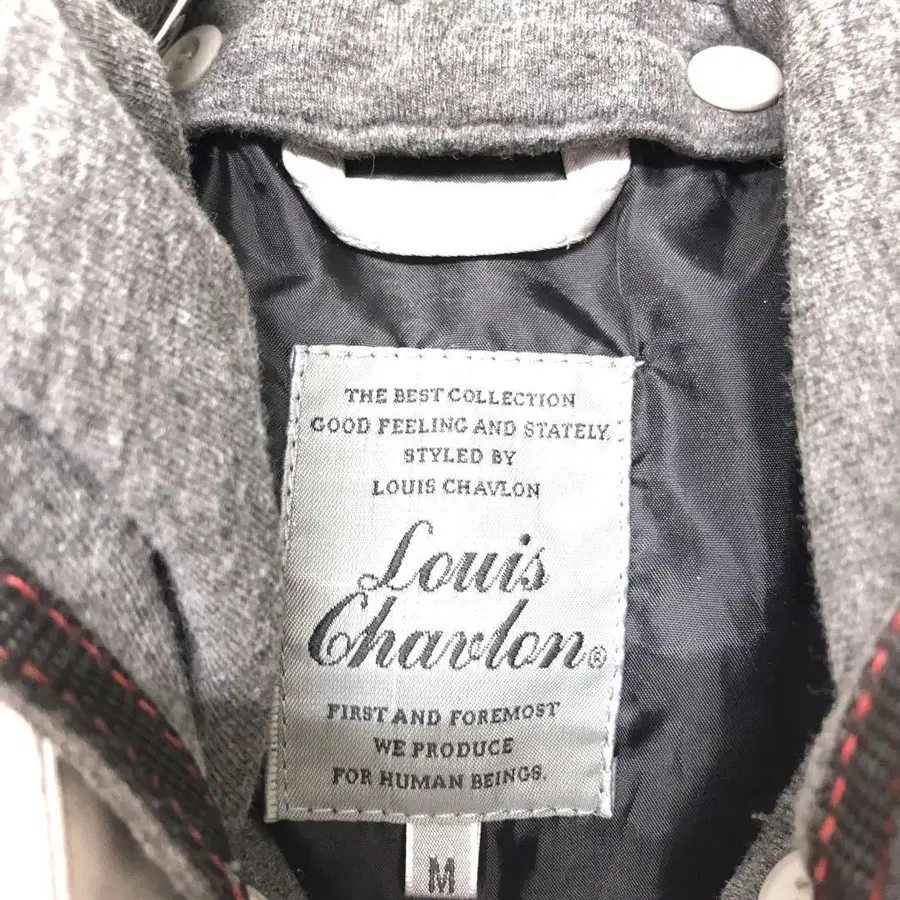 THE BEST COLLECTION
GOOD FEELING AND STATELY.
STYLED BY
LOUIS CHAVLON
Louis
Chavlon®
FIRST AND FOREMOST
WE PRODUCE
FOR HUMAN BEINGS.
M